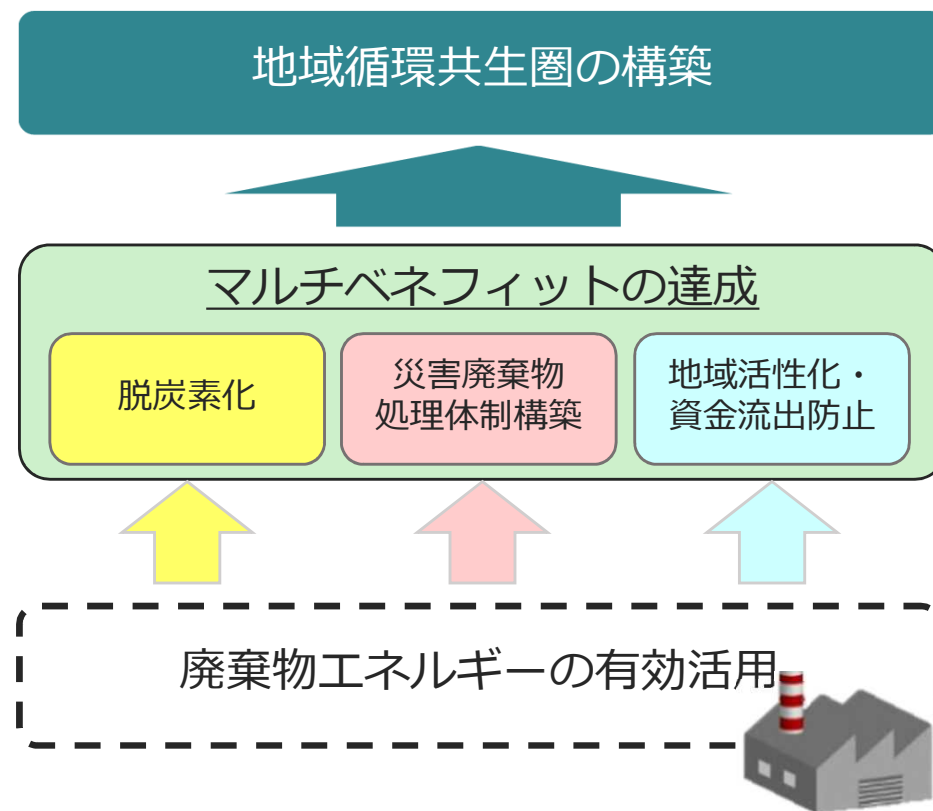 地域循環共生圏の構築
マルチベネフィットの達成
脱炭素化
災害廃棄物
処理体制構築
地域活性化・
資金流出防止
廃棄物エネルギーの有効活用